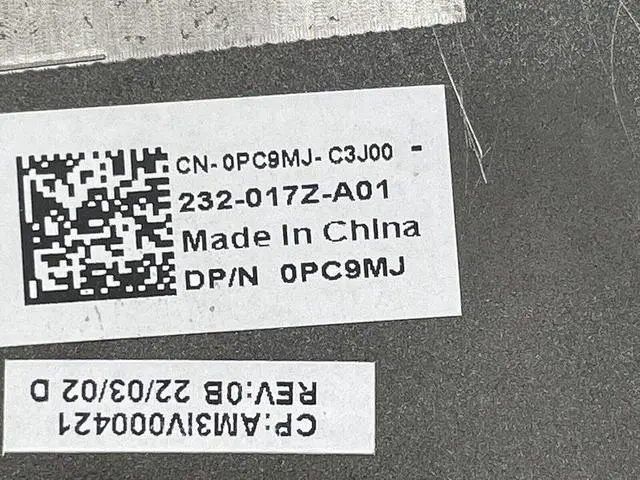 CN- 0PC9MJ- C3J00 -
232-017Z-A01
Made In China
DP/N 0PC9MJ
CP:AM3IV000421
REV:0B 22/03/02 D